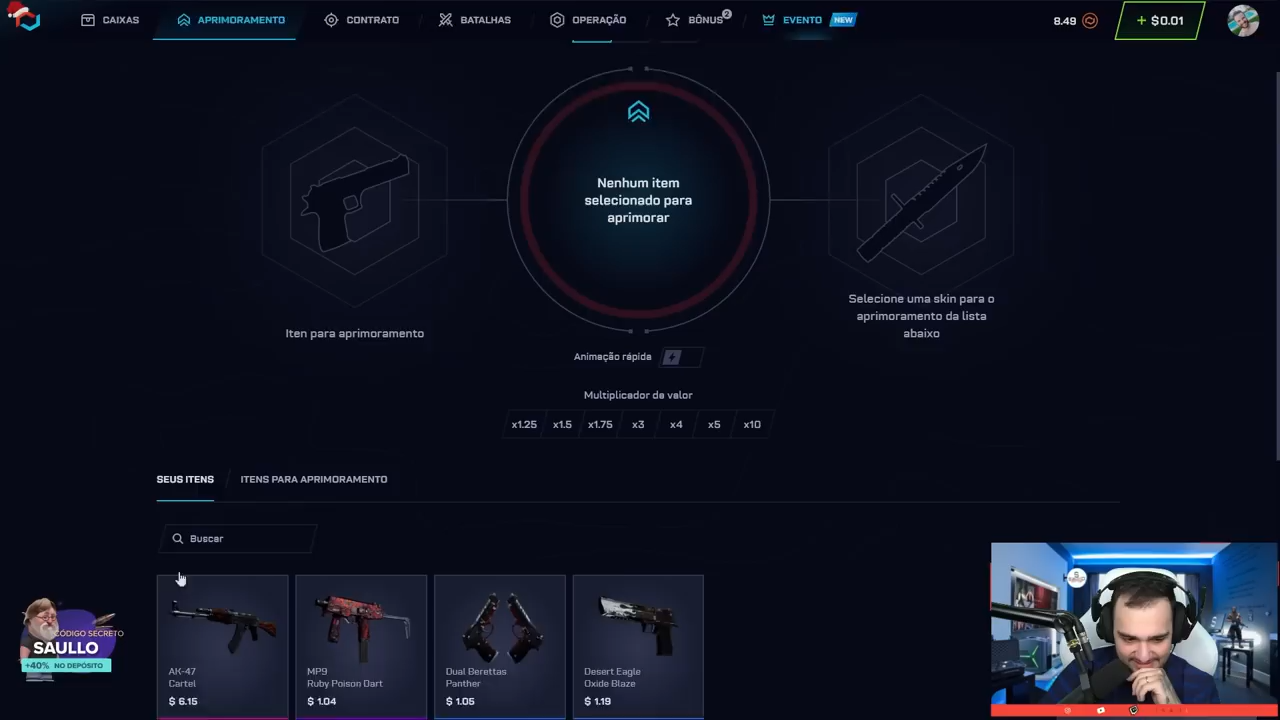 CAIXAS
APRIMORAMENTO
CONTRATO
BATALHAS
OPERAÇÃO
BÔNUS
2
EVENTO
NEW
8.49
+ $0.01
Nenhum item
selecionado para
aprimorar
Iten para aprimoramento
Selecione uma skin para o
aprimoramento da lista
abaixo
Animação rápida
Multiplicador de valor
x1.25 x1.5 x1.75 x3 x4 x5 x10
SEUS ITENS
ITENS PARA APRIMORAMENTO
Buscar
AK-47
Cartel
$ 6.15
MP9
Ruby Poison Dart
$ 1.04
Dual Berettas
Panther
$ 1.05
Desert Eagle
Oxide Blaze
$ 1.19
CÓDIGO SECRETO
SAULLO
+40% NO DEPÓSITO